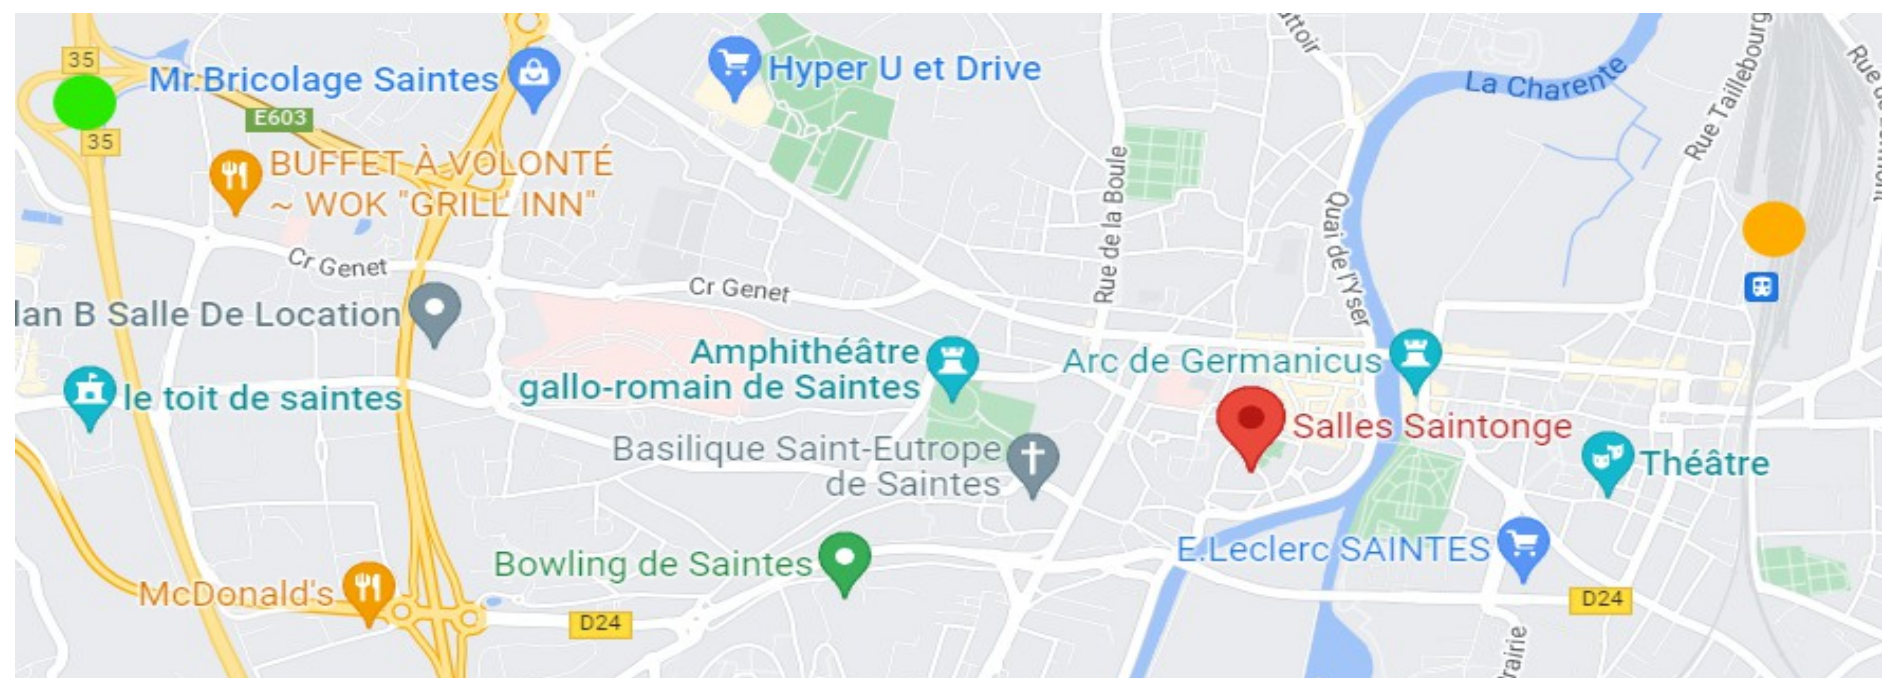 35
Mr.Bricolage Saintes
E603
35
BUFFET À VOLONTÉ
~ WOK "GRILL' INN"
Hyper U et Drive
La Charente
Rue Taillebourg
Rue de la Boule
Quai de l'Yser
Cr Genet
Cr Genet
lan B Salle De Location
le toit de saintes
Amphithéâtre
gallo-romain de Saintes
Arc de Germanicus
Salles Saintonge
Basilique Saint-Eutrope
de Saintes
Théâtre
Bowling de Saintes
E.Leclerc SAINTES
McDonald's
D24
D24
rairie